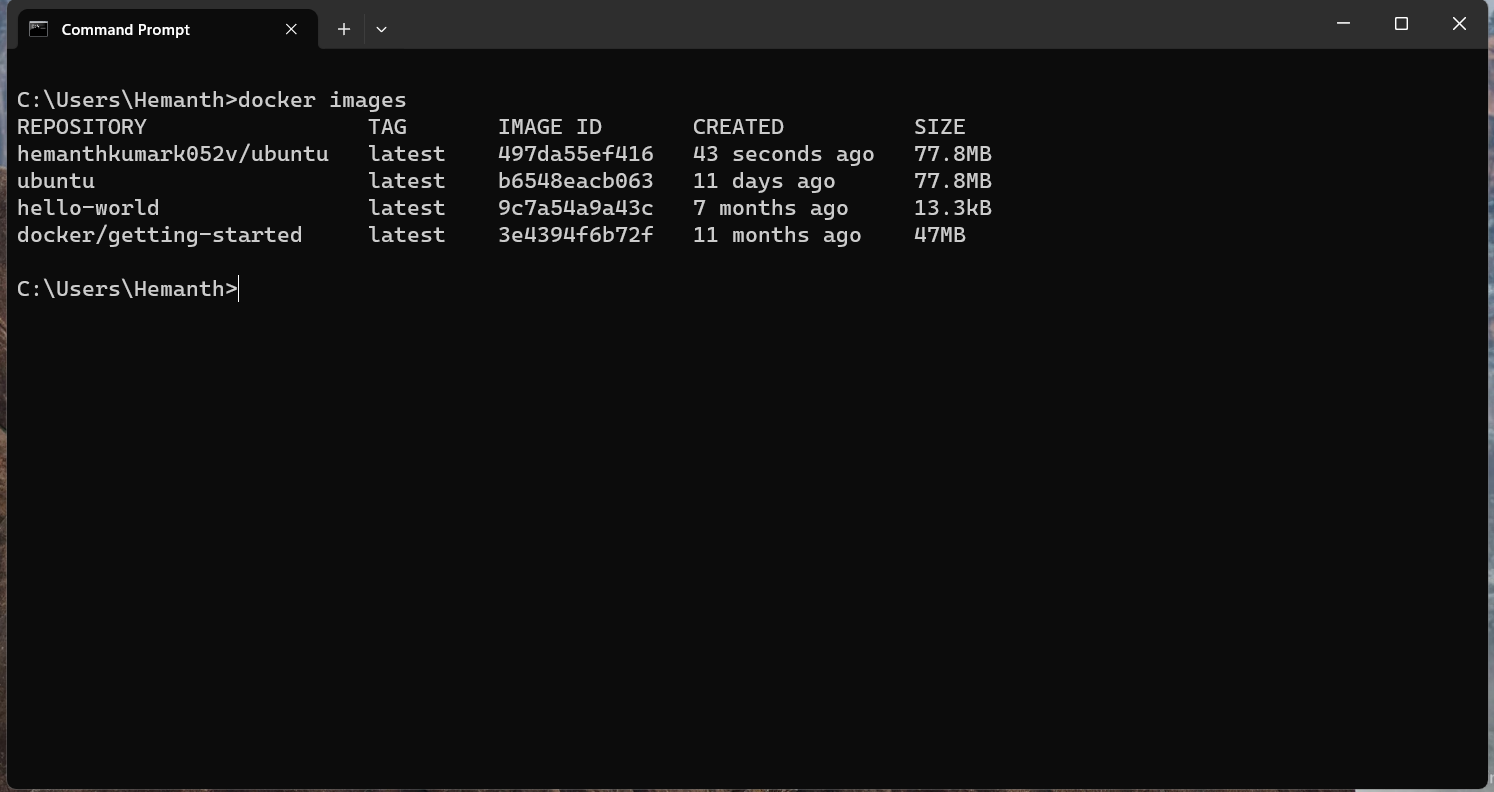 Command Prompt
C:\Users\Hemanth>docker images
REPOSITORY TAG IMAGE ID CREATED SIZE
hemanthkumark052v/ubuntu latest 497da55ef416 43 seconds ago 77.8MB
ubuntu latest b6548eacb063 11 days ago 77.8MB
hello-world latest 9c7a54a9a43c 7 months ago 13.3kB
docker/getting-started latest 3e4394f6b72f 11 months ago 47MB
C:\Users\Hemanth>